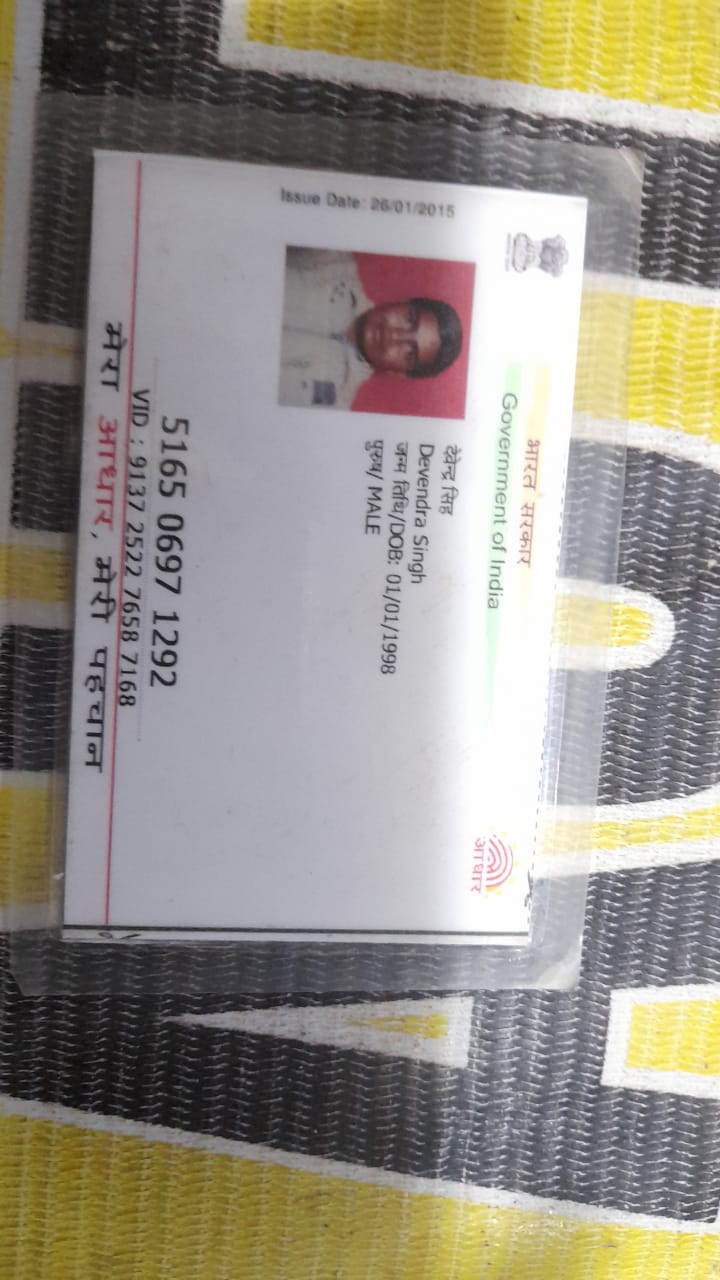 भारत सरकार
Government of India
Issue Date: 26/01/2015
देवेन्द्र सिंह
Devendra Singh
जन्म तिथि/DOB: 01/01/1998
पुरुष/ MALE
आधार
5165 0697 1292
VID : 9137 2522 7658 7168
मेरा आधार, मेरी पहचान